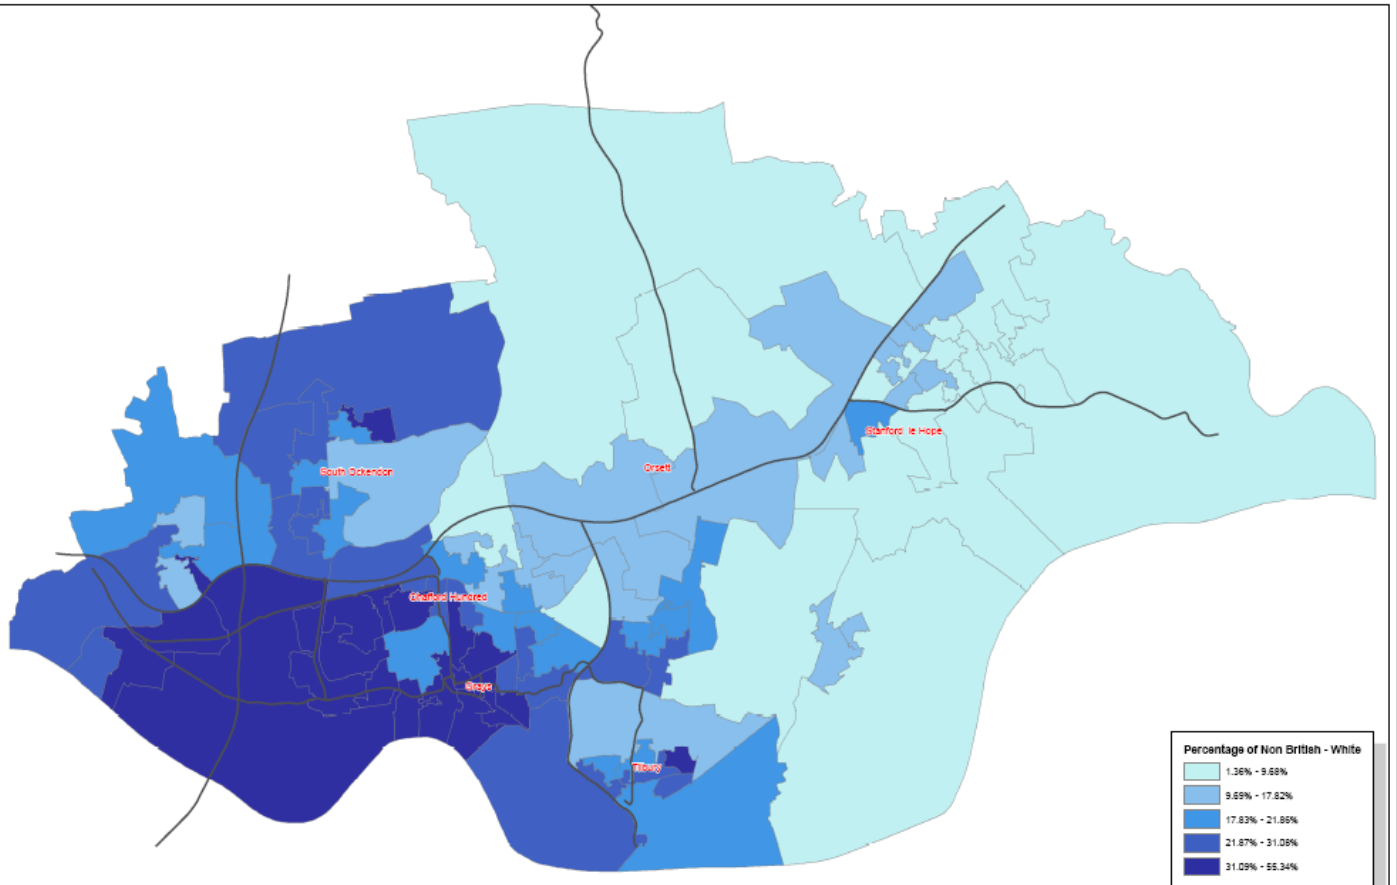 South Ockendon
Orsett
Stanford le Hope
Chafford Hundred
Grays
Tilbury
Percentage of Non British - White
1.36% - 9.68%
9.69% - 17.82%
17.83% - 21.86%
21.87% - 31.08%
31.09% - 55.34%